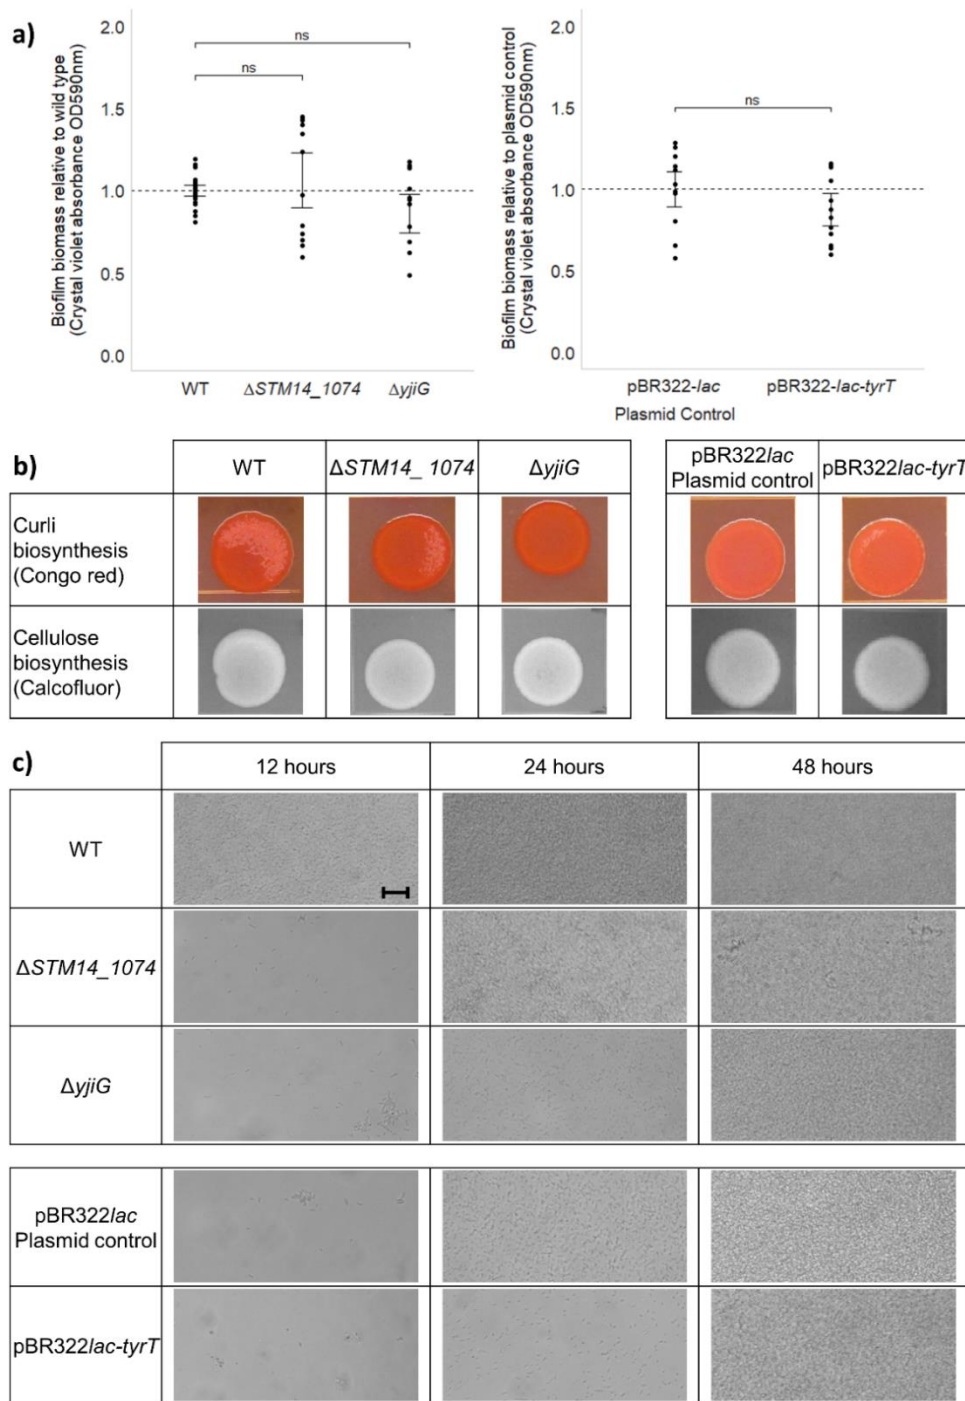 a)
Biofilm biomass relative to wild type
(Crystal violet absorbance OD590nm)
2.0
1.5
1.0
0.5
0.0
ns
ns
WT
ΔSTM14_1074
ΔyjiG
Biofilm biomass relative to plasmid control
(Crystal violet absorbance OD590nm)
2.0
1.5
1.0
0.5
0.0
ns
pBR322-lac
Plasmid Control
pBR322-lac-tyrT
b)
WT
ΔSTM14_ 1074
ΔyjiG
pBR322lac
Plasmid control
pBR322lac-tyrT
Curli
biosynthesis
(Congo red)
Cellulose
biosynthesis
(Calcofluor)
c)
12 hours
24 hours
48 hours
WT
ΔSTM14_1074
ΔyjiG
pBR322lac
Plasmid control
pBR322lac-tyrT